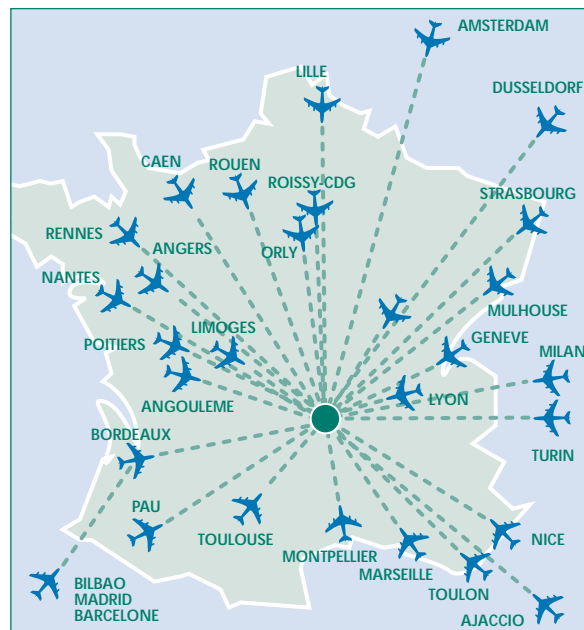 AMSTERDAM
LILLE
DUSSELDORF
CAEN
ROUEN
ROISSY-CDG
STRASBOURG
RENNES
ANGERS
ORLY
NANTES
MULHOUSE
POITIERS
LIMOGES
GENEVE
MILAN
ANGOULEME
LYON
BORDEAUX
TURIN
PAU
TOULOUSE
NICE
MONTPELLIER
MARSEILLE
BILBAO
MADRID
BARCELONE
TOULON
AJACCIO